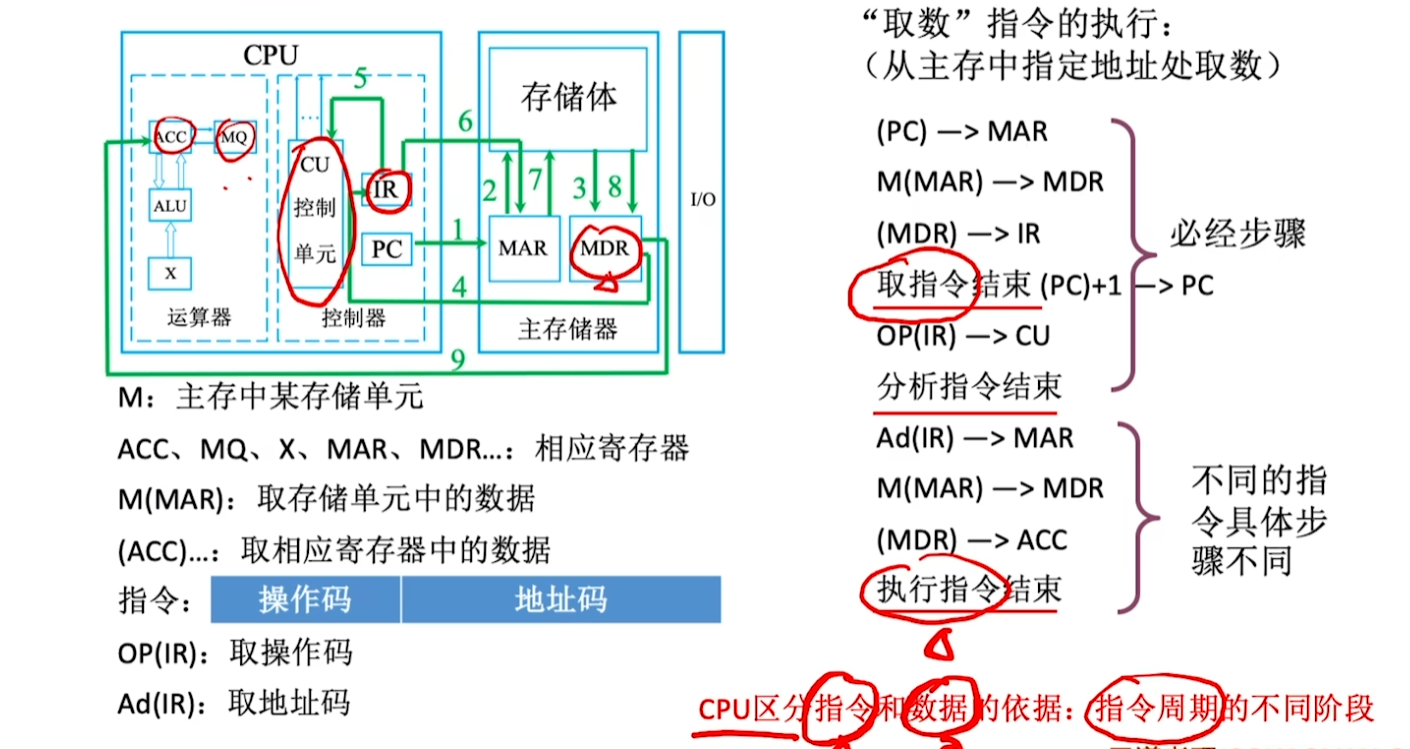 CPU
ACC
MQ
ALU
X
运算器
...
CU
控制
单元
IR
PC
控制器
5
6
1
4
9
2
7
3
8
存储体
MAR
MDR
主存储器
I/O
M：主存中某存储单元
ACC、MQ、X、MAR、MDR…：相应寄存器
M(MAR)：取存储单元中的数据
(ACC)…：取相应寄存器中的数据
指令：操作码 地址码
OP(IR)：取操作码
Ad(IR)：取地址码
“取数”指令的执行：
（从主存中指定地址处取数）
(PC) —> MAR
M(MAR) —> MDR
(MDR) —> IR
取指令结束 (PC)+1 —> PC
OP(IR) —> CU
分析指令结束
必经步骤
Ad(IR) —> MAR
M(MAR) —> MDR
(MDR) —> ACC
执行指令结束
不同的指
令具体步
骤不同
CPU区分指令和数据的依据：指令周期的不同阶段